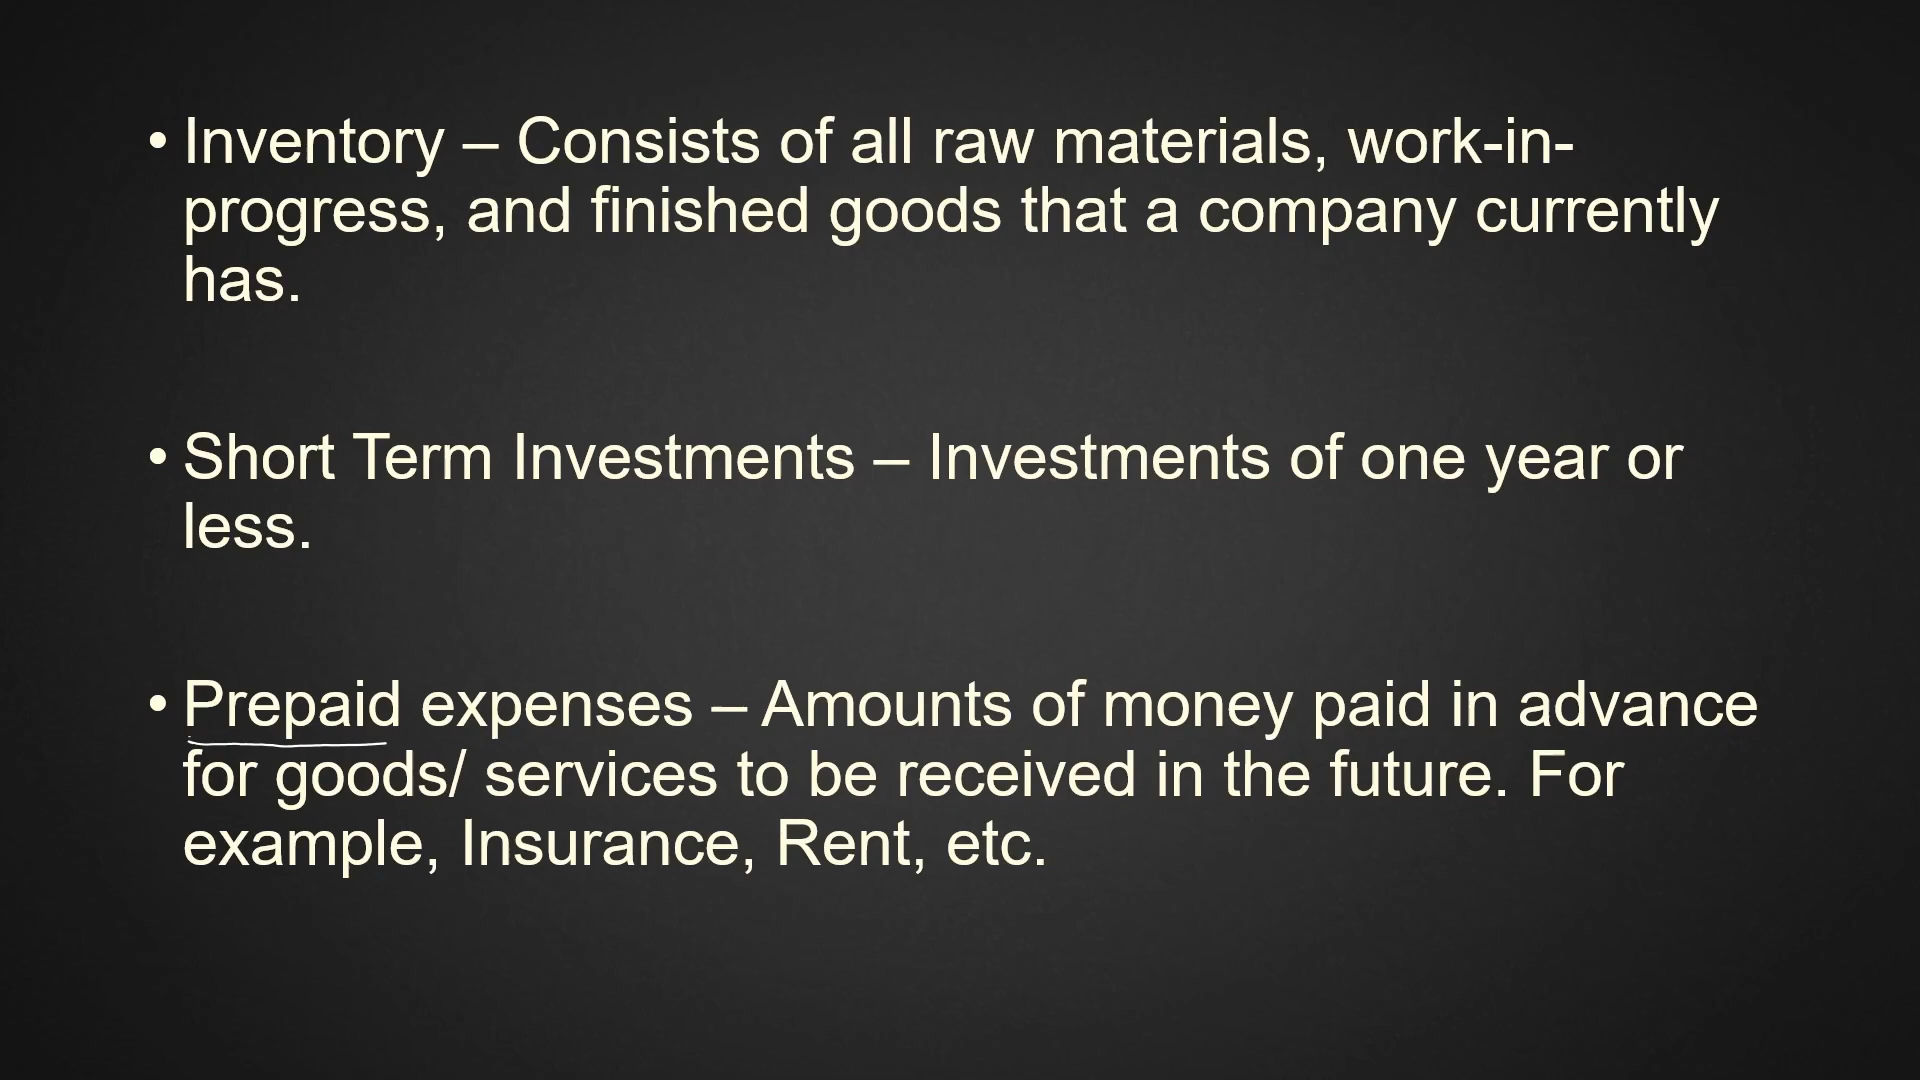 • Inventory – Consists of all raw materials, work-in-
progress, and finished goods that a company currently
has.
• Short Term Investments – Investments of one year or
less.
• Prepaid expenses – Amounts of money paid in advance
for goods/ services to be received in the future. For
example, Insurance, Rent, etc.